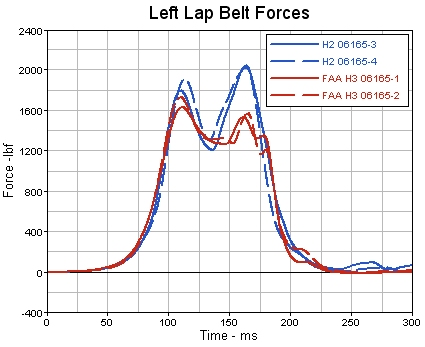 Left Lap Belt Forces
2400
2000
1600
1200
800
400
0
-400
Force -lbf
H2 06165-3
H2 06165-4
FAA H3 06165-1
FAA H3 06165-2
0 50 100 150 200 250 300
Time - ms